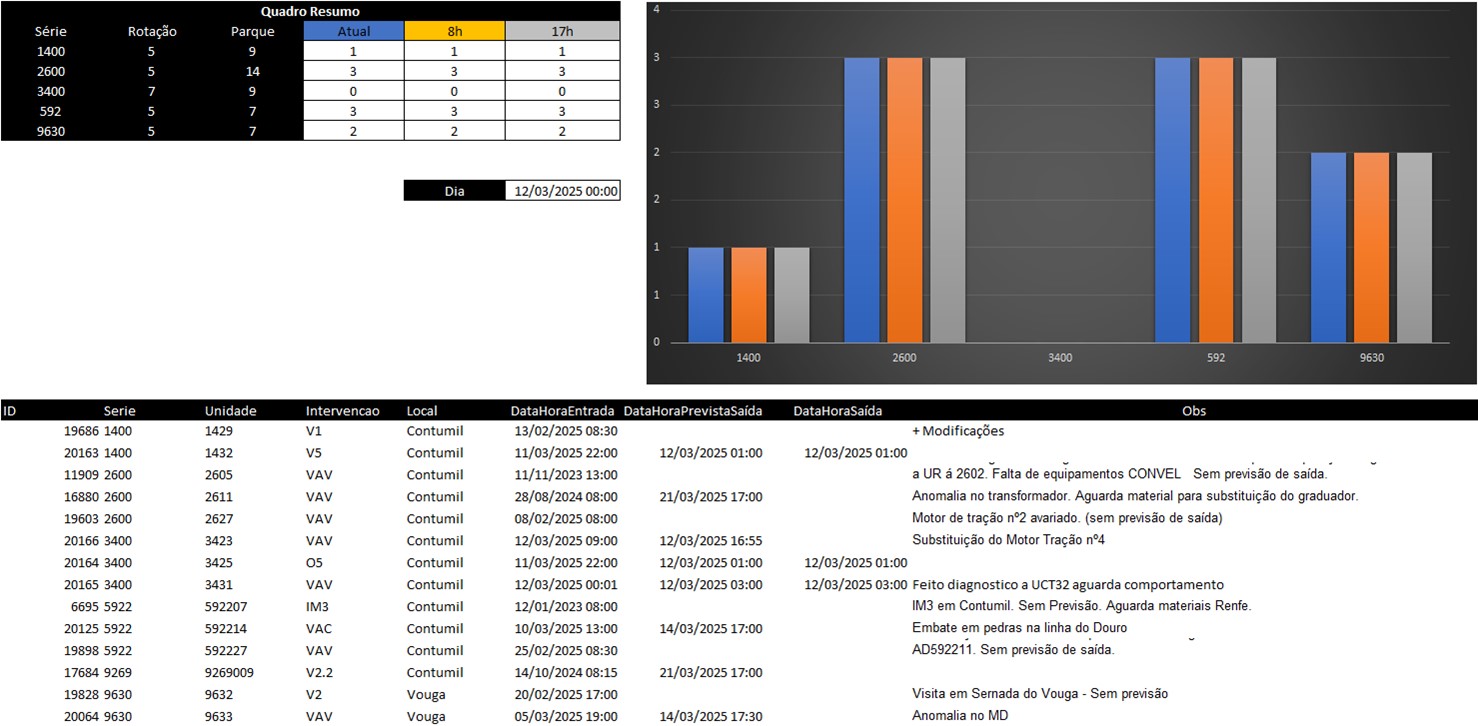 Quadro Resumo
Série Rotação Parque Atual 8h 17h
1400 5 9 1 1 1
2600 5 14 3 3 3
3400 7 9 0 0 0
592 5 7 3 3 3
9630 5 7 2 2 2
Dia 12/03/2025 00:00
4
3
3
2
2
1
1
0
1400 2600 3400 592 9630
ID Serie Unidade Intervencao Local DataHoraEntrada DataHoraPrevistaSaída DataHoraSaída Obs
19686 1400 1429 V1 Contumil 13/02/2025 08:30 + Modificações
20163 1400 1432 V5 Contumil 11/03/2025 22:00 12/03/2025 01:00 12/03/2025 01:00
11909 2600 2605 VAV Contumil 11/11/2023 13:00 a UR á 2602. Falta de equipamentos CONVEL Sem previsão de saída.
16880 2600 2611 VAV Contumil 28/08/2024 08:00 21/03/2025 17:00 Anomalia no transformador. Aguarda material para substituição do graduador.
19603 2600 2627 VAV Contumil 08/02/2025 08:00 Motor de tração nº2 avariado. (sem previsão de saída)
20166 3400 3423 VAV Contumil 12/03/2025 09:00 12/03/2025 16:55 Substituição do Motor Tração nº4
20164 3400 3425 O5 Contumil 11/03/2025 22:00 12/03/2025 01:00 12/03/2025 01:00
20165 3400 3431 VAV Contumil 12/03/2025 00:01 12/03/2025 03:00 12/03/2025 03:00 Feito diagnostico a UCT32 aguarda comportamento
6695 5922 592207 IM3 Contumil 12/01/2023 08:00 IM3 em Contumil. Sem Previsão. Aguarda materiais Renfe.
20125 5922 592214 VAC Contumil 10/03/2025 13:00 14/03/2025 17:00 Embate em pedras na linha do Douro
19898 5922 592227 VAV Contumil 25/02/2025 08:30 AD592211. Sem previsão de saída.
17684 9269 9269009 V2.2 Contumil 14/10/2024 08:15 21/03/2025 17:00
19828 9630 9632 V2 Vouga 20/02/2025 17:00 Visita em Sernada do Vouga - Sem previsão
20064 9630 9633 VAV Vouga 05/03/2025 19:00 14/03/2025 17:30 Anomalia no MD